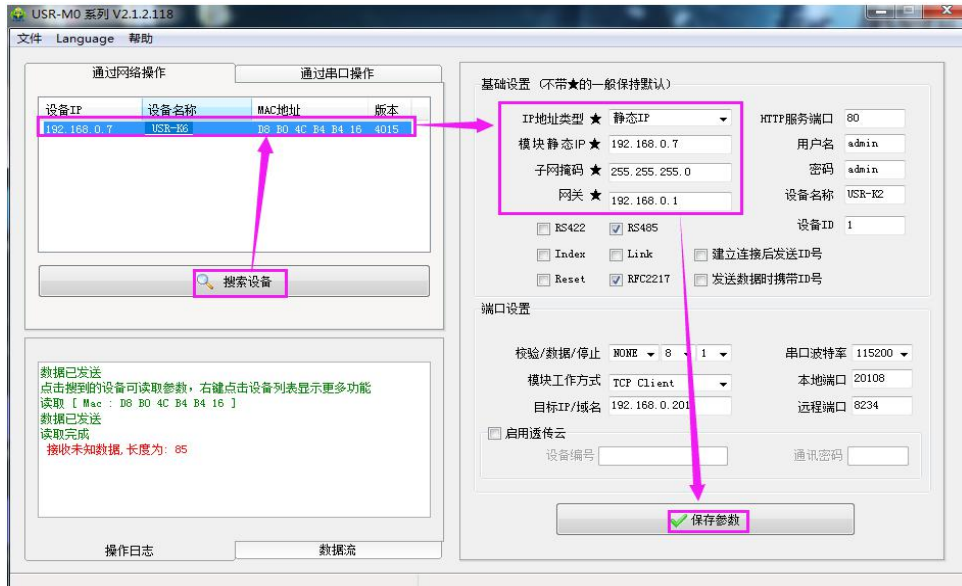 USR-M0 系列 V2.1.2.118
文件 Language 帮助
通过网络操作 通过串口操作
设备IP 设备名称 MAC地址 版本
192.168.0.7 USR-K6 D8 B0 4C B4 B4 16 4015
搜索设备
数据已发送
点击搜到的设备可读取参数，右键点击设备列表显示更多功能
读取 [ Mac : D8 B0 4C B4 B4 16 ]
数据已发送
读取完成
接收未知数据,长度为: 85
操作日志 数据流
基础设置 (不带★的一般保持默认)
IP地址类型 ★ 静态IP HTTP服务端口 80
模块静态IP ★ 192.168.0.7 用户名 admin
子网掩码 ★ 255.255.255.0 密码 admin
网关 ★ 192.168.0.1 设备名称 USR-K2
RS422 RS485 设备ID 1
Index Link 建立连接后发送ID号
Reset RFC2217 发送数据时携带ID号
端口设置
校验/数据/停止 NONE 8 1 串口波特率 115200
模块工作方式 TCP Client 本地端口 20108
目标IP/域名 192.168.0.201 远程端口 8234
启用透传云
设备编号 通讯密码
保存参数